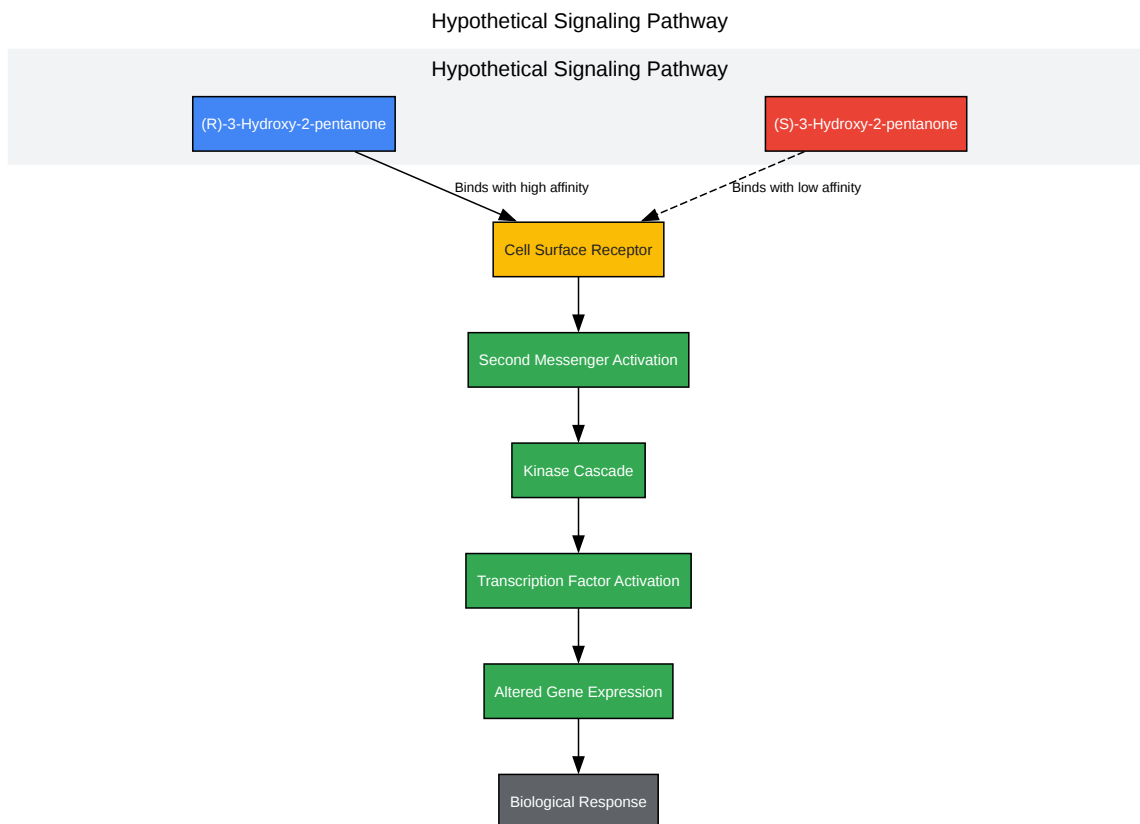 Hypothetical Signaling Pathway
Hypothetical Signaling Pathway
(R)-3-Hydroxy-2-pentanone
(S)-3-Hydroxy-2-pentanone
Binds with high affinity
Binds with low affinity
Cell Surface Receptor
Second Messenger Activation
Kinase Cascade
Transcription Factor Activation
Altered Gene Expression
Biological Response